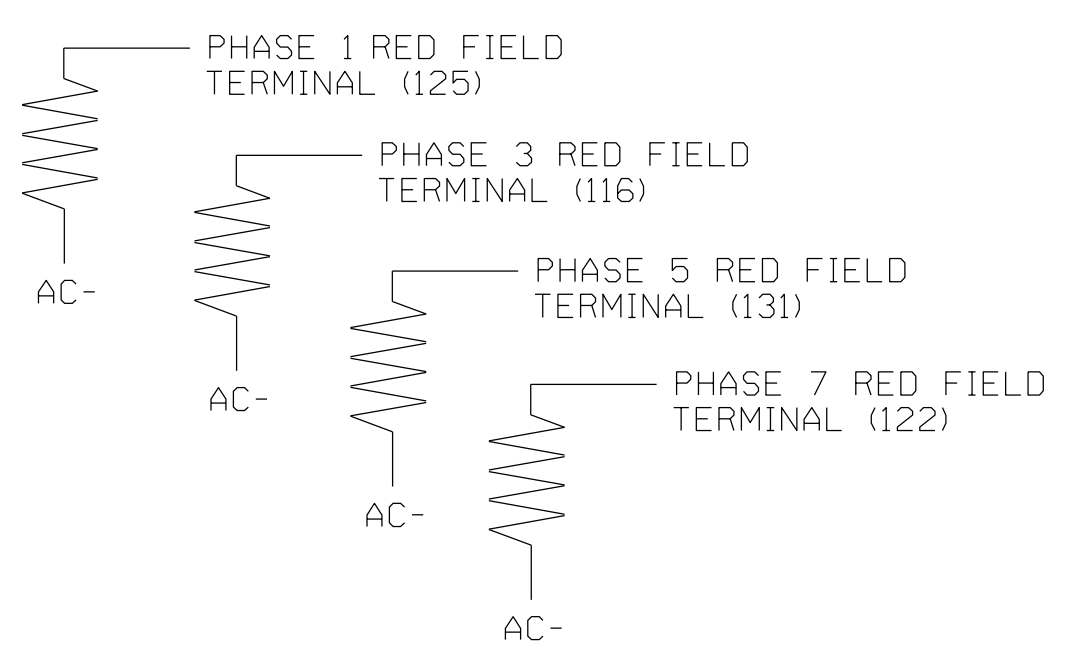 PHASE 1 RED FIELD
TERMINAL (125)
AC-
PHASE 3 RED FIELD
TERMINAL (116)
AC-
PHASE 5 RED FIELD
TERMINAL (131)
AC-
PHASE 7 RED FIELD
TERMINAL (122)
AC-